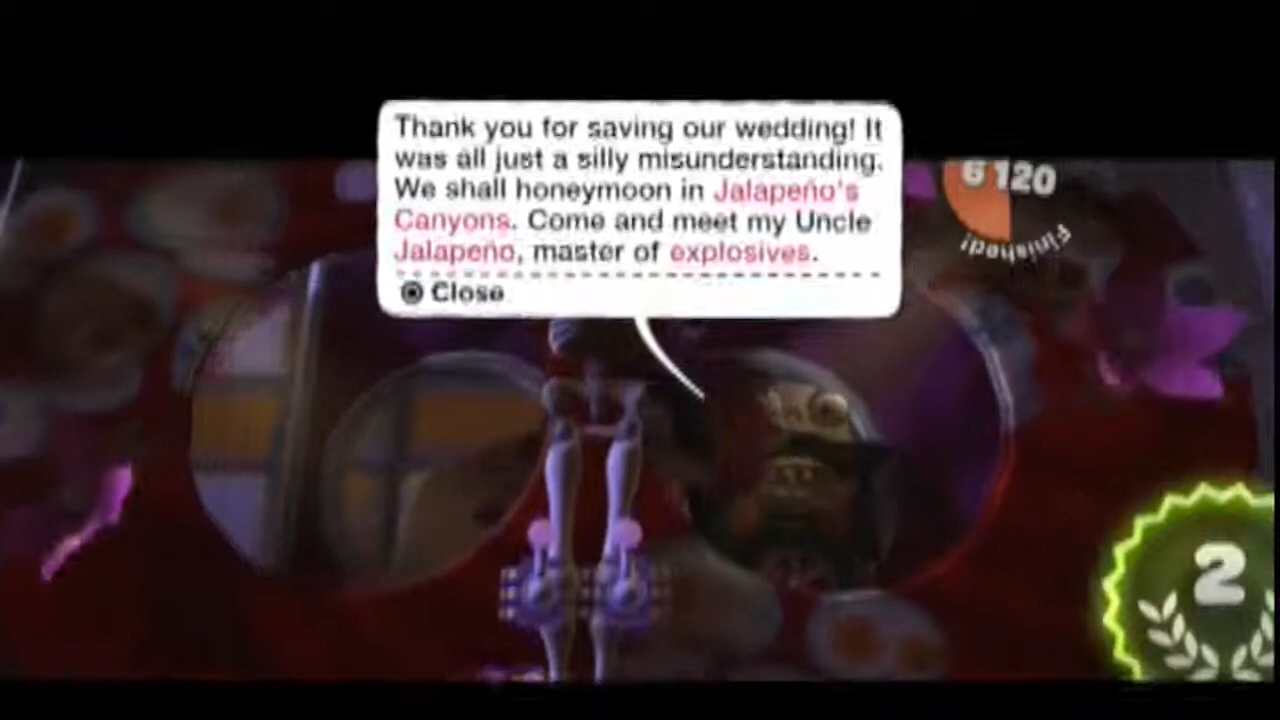 Thank you for saving our wedding! It
was all just a silly misunderstanding.
We shall honeymoon in Jalapeño's
Canyons. Come and meet my Uncle
Jalapeño, master of explosives.
Close
6 120
Finished!
2